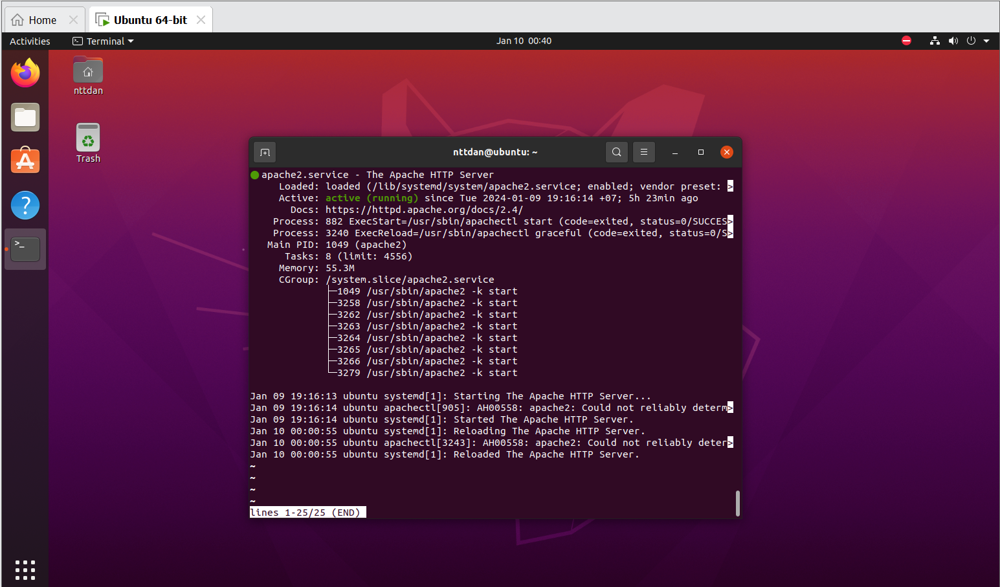 Home
Ubuntu 64-bit
Activities
Terminal
Jan 10 00:40
nttdan
Trash
nttdan@ubuntu: ~
apache2.service - The Apache HTTP Server
Loaded: loaded (/lib/systemd/system/apache2.service; enabled; vendor preset: >
Active: active (running) since Tue 2024-01-09 19:16:14 +07; 5h 23min ago
Docs: https://httpd.apache.org/docs/2.4/
Process: 882 ExecStart=/usr/sbin/apachectl start (code=exited, status=0/SUCCES>
Process: 3240 ExecReload=/usr/sbin/apachectl graceful (code=exited, status=0/S>
Main PID: 1049 (apache2)
Tasks: 8 (limit: 4556)
Memory: 55.3M
CGroup: /system.slice/apache2.service
├─1049 /usr/sbin/apache2 -k start
├─3258 /usr/sbin/apache2 -k start
├─3262 /usr/sbin/apache2 -k start
├─3263 /usr/sbin/apache2 -k start
├─3264 /usr/sbin/apache2 -k start
├─3265 /usr/sbin/apache2 -k start
├─3266 /usr/sbin/apache2 -k start
└─3279 /usr/sbin/apache2 -k start
Jan 09 19:16:13 ubuntu systemd[1]: Starting The Apache HTTP Server...
Jan 09 19:16:14 ubuntu apachectl[905]: AH00558: apache2: Could not reliably determ>
Jan 09 19:16:14 ubuntu systemd[1]: Started The Apache HTTP Server.
Jan 10 00:00:55 ubuntu systemd[1]: Reloading The Apache HTTP Server.
Jan 10 00:00:55 ubuntu apachectl[3243]: AH00558: apache2: Could not reliably deter>
Jan 10 00:00:55 ubuntu systemd[1]: Reloaded The Apache HTTP Server.
~
~
~
~
lines 1-25/25 (END)